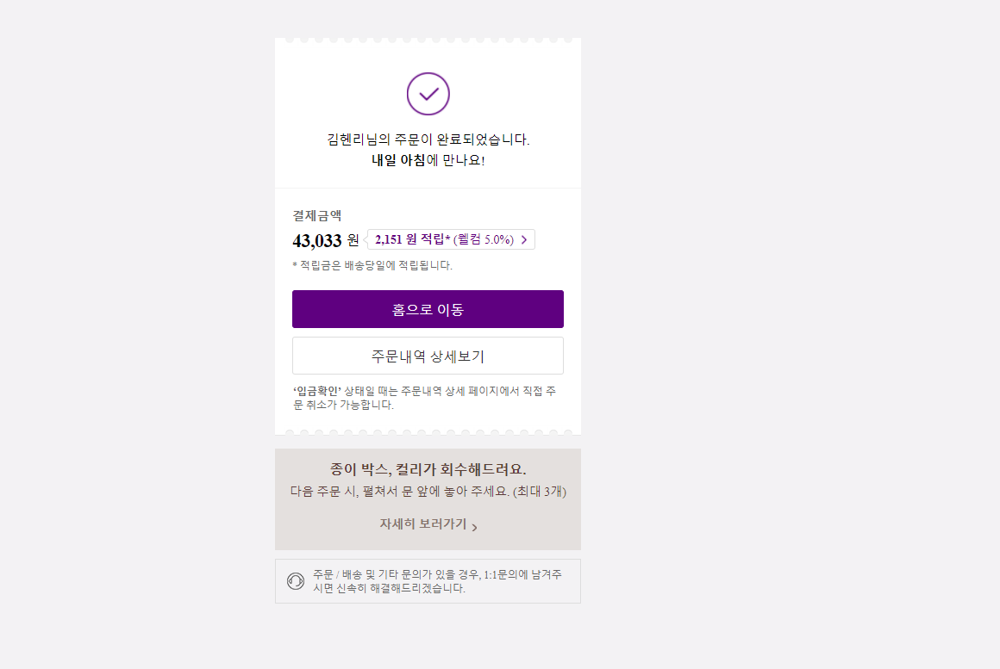 김헨리님의 주문이 완료되었습니다.
내일 아침에 만나요!
결제금액
43,033 원 2,151 원 적립* (웰컴 5.0%)
* 적립금은 배송당일에 적립됩니다.
홈으로 이동
주문내역 상세보기
‘입금확인’ 상태일 때는 주문내역 상세 페이지에서 직접 주
문 취소가 가능합니다.
종이 박스, 컬리가 회수해드려요.
다음 주문 시, 펼쳐서 문 앞에 놓아 주세요. (최대 3개)
자세히 보러가기
주문 / 배송 및 기타 문의가 있을 경우, 1:1문의에 남겨주
시면 신속히 해결해드리겠습니다.